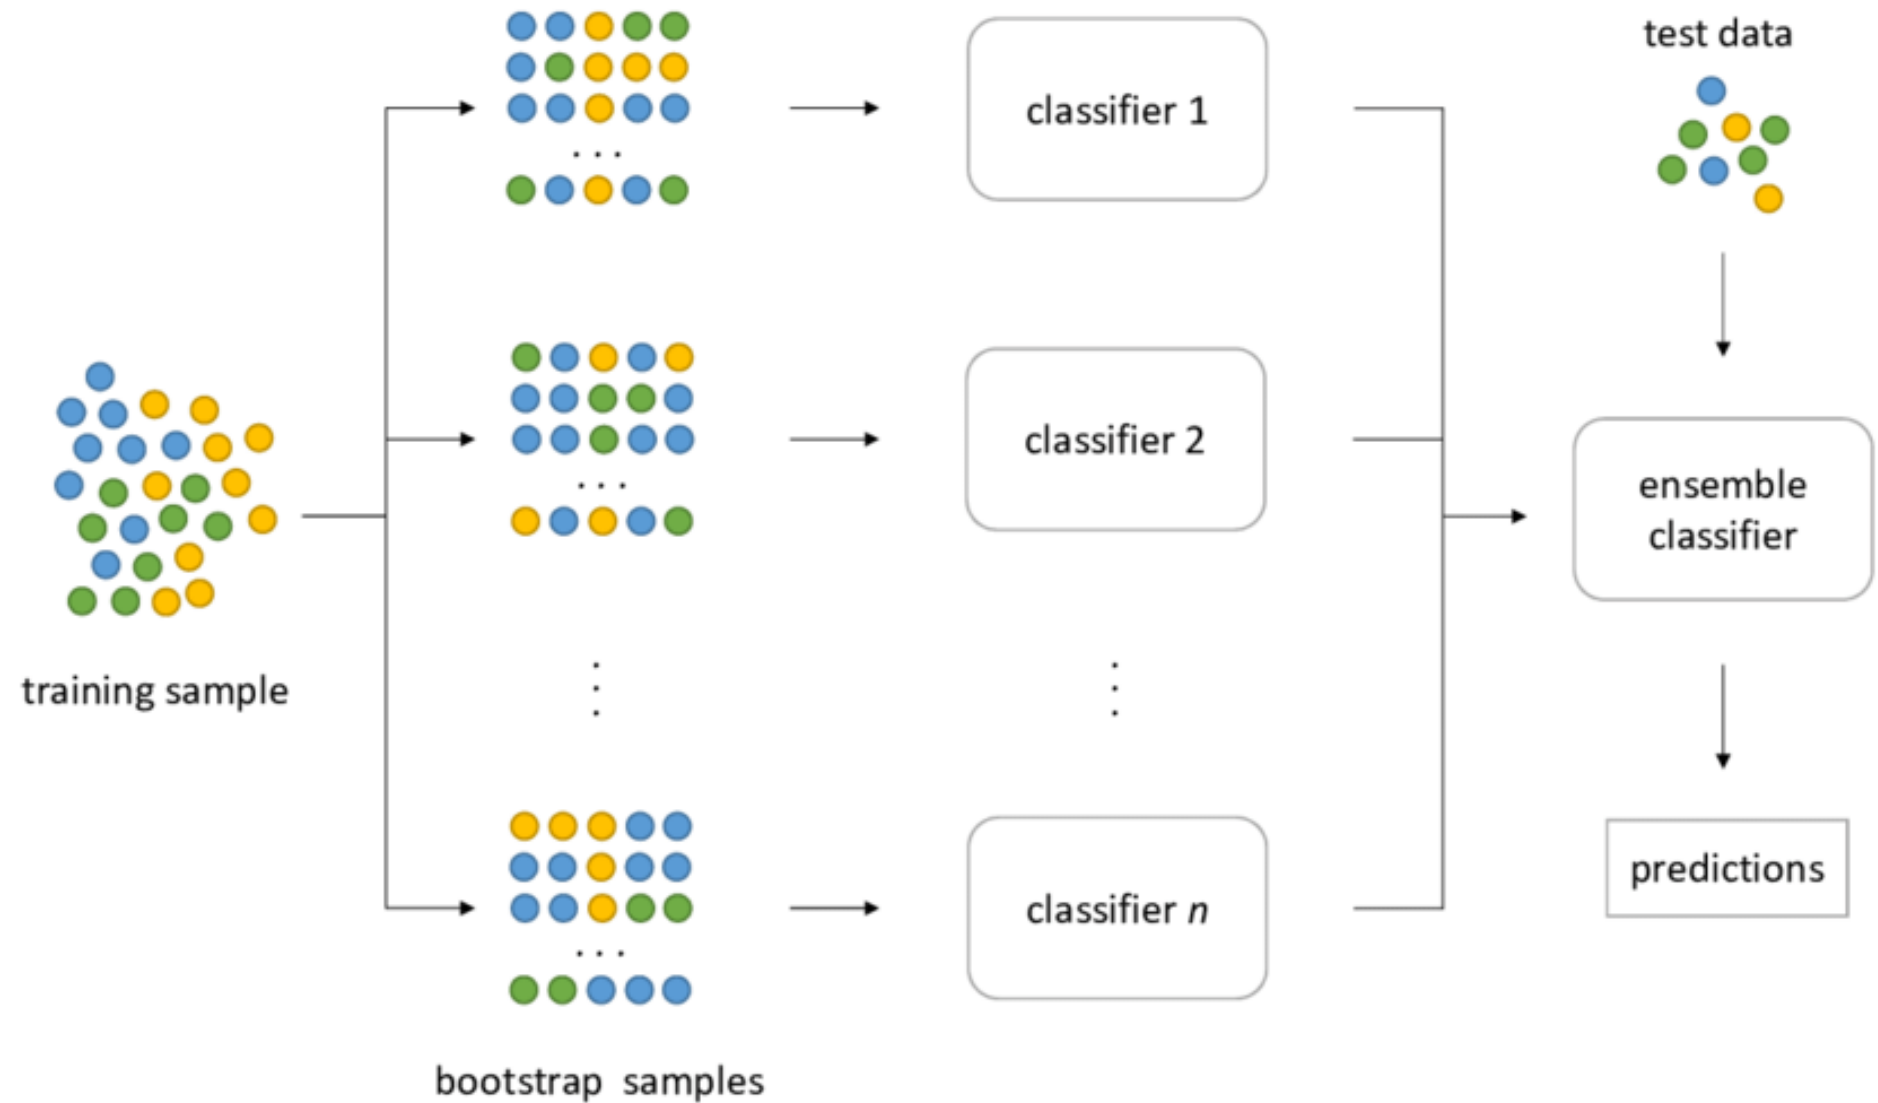 test data
classifier 1
classifier 2
ensemble
classifier
training sample
predictions
classifier n
bootstrap samples